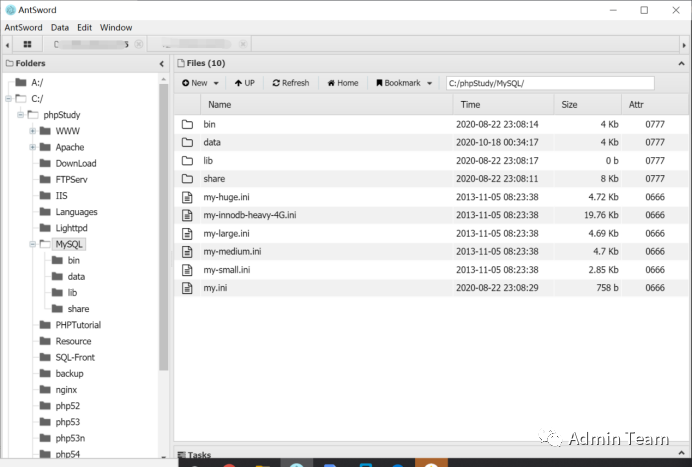 AntSword
AntSword Data Edit Window
Folders
Files (10)
New UP Refresh Home Bookmark C:/phpStudy/MySQL/
Name Time Size Attr
bin 2020-08-22 23:08:14 4 Kb 0777
data 2020-10-18 00:34:17 4 Kb 0777
lib 2020-08-22 23:08:17 0 b 0777
share 2020-08-22 23:08:11 8 Kb 0777
my-huge.ini 2013-11-05 08:23:38 4.72 Kb 0666
my-innodb-heavy-4G.ini 2013-11-05 08:23:38 19.76 Kb 0666
my-large.ini 2013-11-05 08:23:38 4.69 Kb 0666
my-medium.ini 2013-11-05 08:23:38 4.7 Kb 0666
my-small.ini 2013-11-05 08:23:38 2.85 Kb 0666
my.ini 2020-08-22 23:08:29 758 b 0666
A:/
C:/
phpStudy
WWW
Apache
DownLoad
FTPServ
IIS
Languages
Lighttpd
MySQL
bin
data
lib
share
PHPTutorial
Resource
SQL-Front
backup
nginx
php52
php53
php53n
php54
Tasks
Admin Team